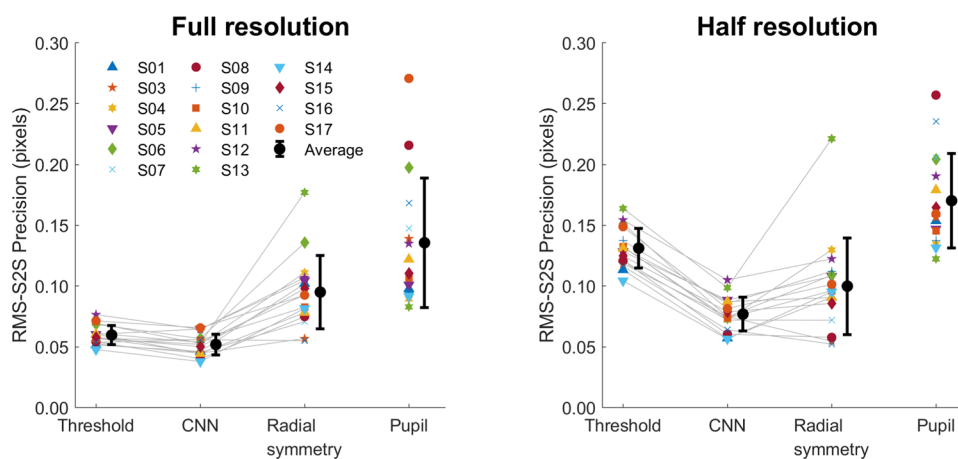 Full resolution
RMS-S2S Precision (pixels)
0.30
0.25
0.20
0.15
0.10
0.05
0.00
S01
S03
S04
S05
S06
S07
S08
S09
S10
S11
S12
S13
S14
S15
S16
S17
Average
Threshold
CNN
Radial
symmetry
Pupil
Half resolution
RMS-S2S Precision (pixels)
0.30
0.25
0.20
0.15
0.10
0.05
0.00
Threshold
CNN
Radial
symmetry
Pupil